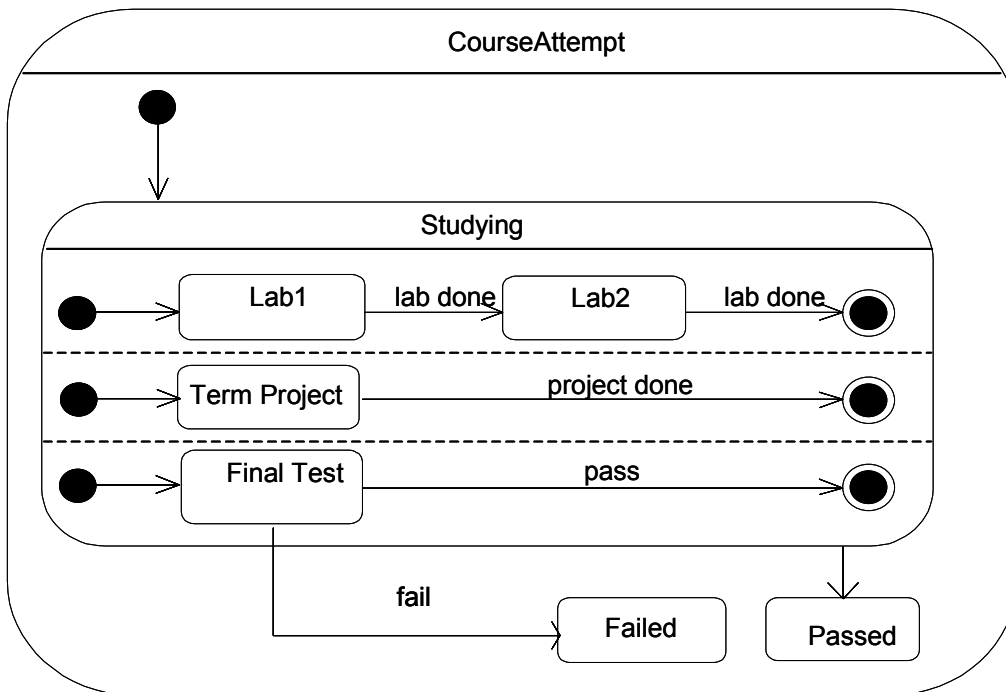 CourseAttempt
Studying
Lab1 lab done Lab2 lab done
Term Project project done
Final Test pass
fail
Failed
Passed